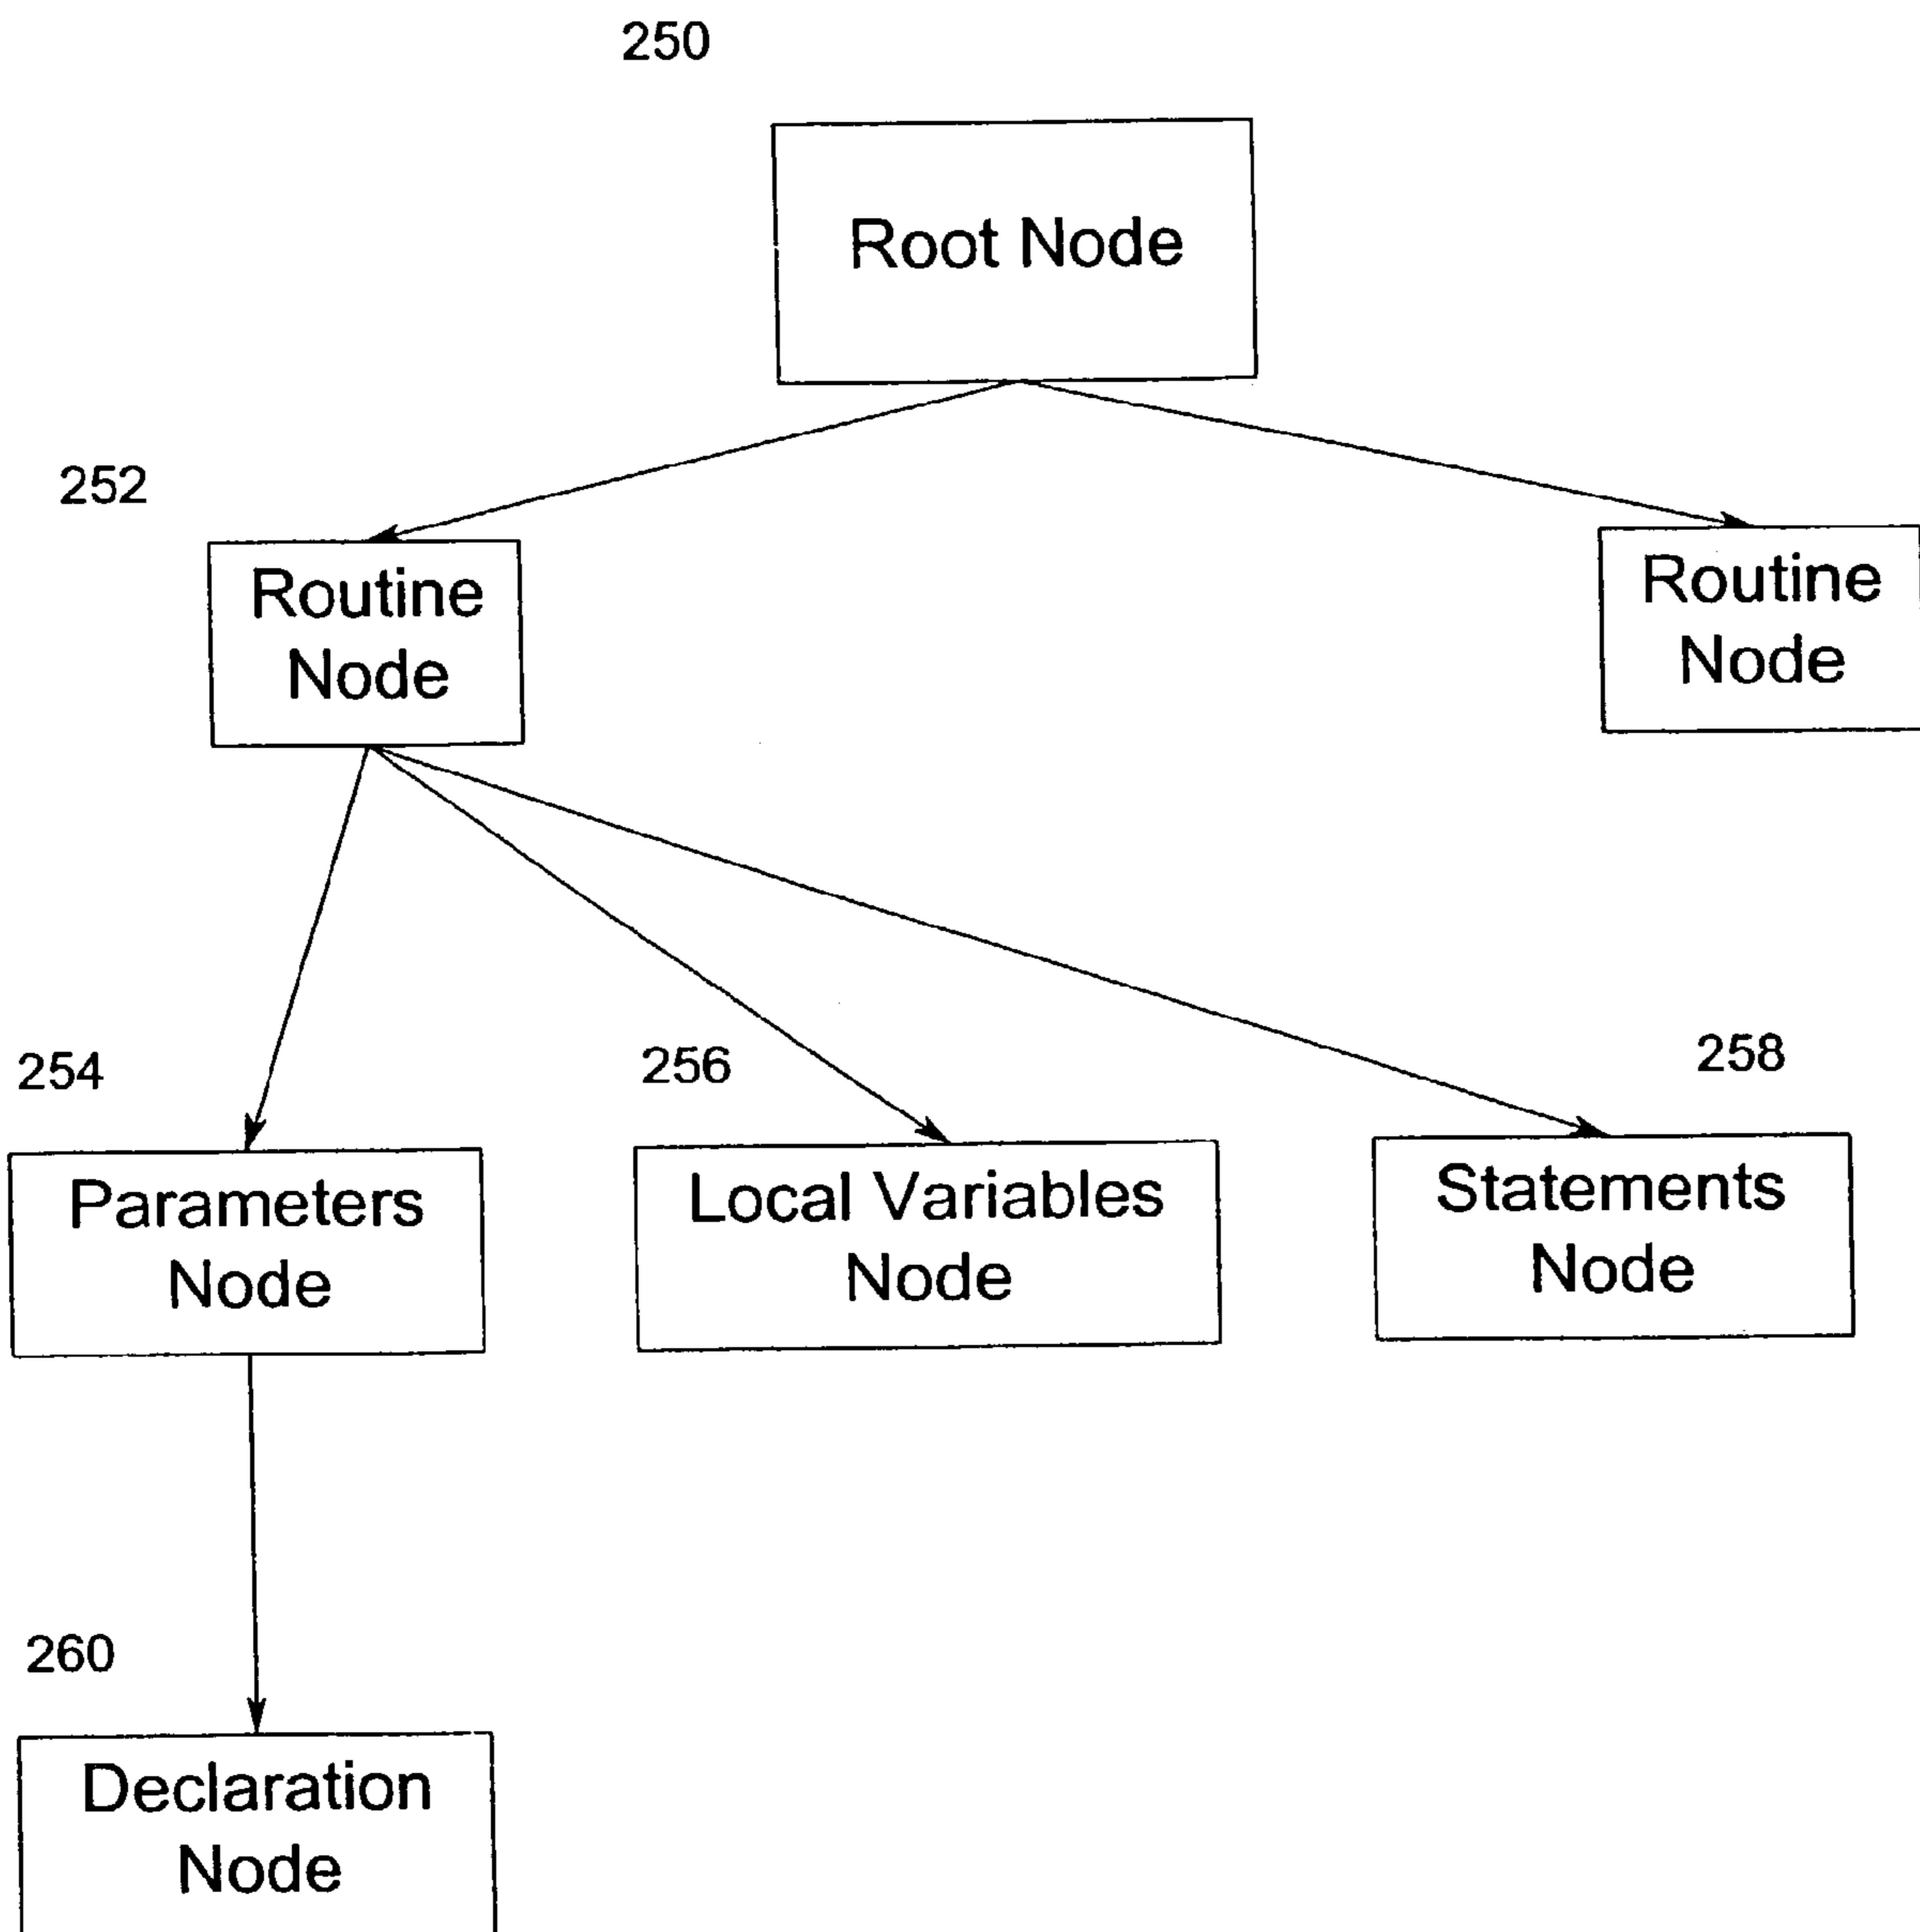 250
Root Node
252
Routine
Node
Routine
Node
254
256
258
Parameters
Node
Local Variables
Node
Statements
Node
260
Declaration
Node